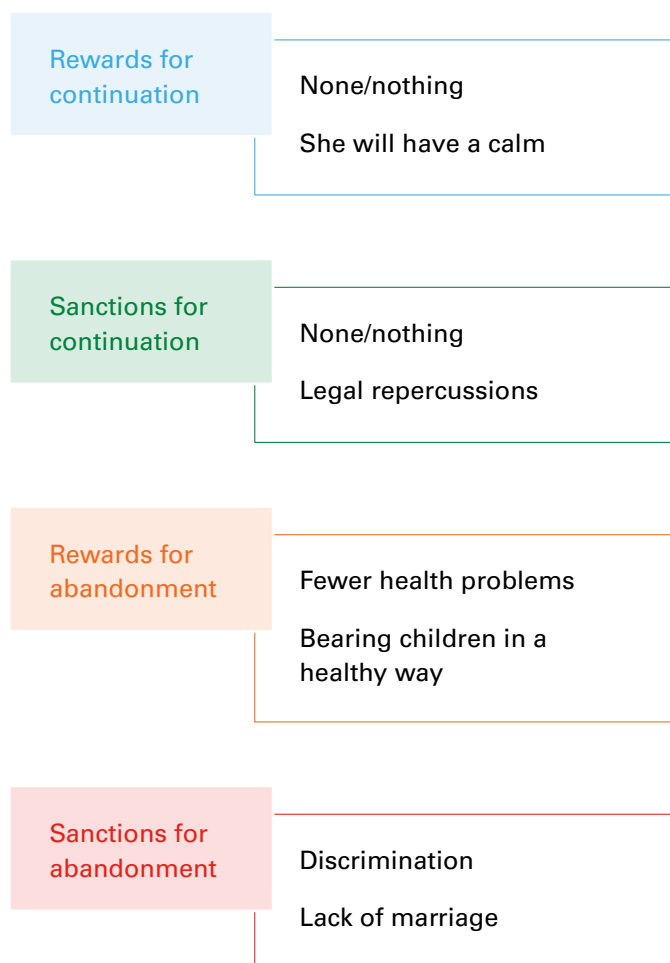 Rewards for
continuation
None/nothing
She will have a calm
Sanctions for
continuation
None/nothing
Legal repercussions
Rewards for
abandonment
Fewer health problems
Bearing children in a
healthy way
Sanctions for
abandonment
Discrimination
Lack of marriage